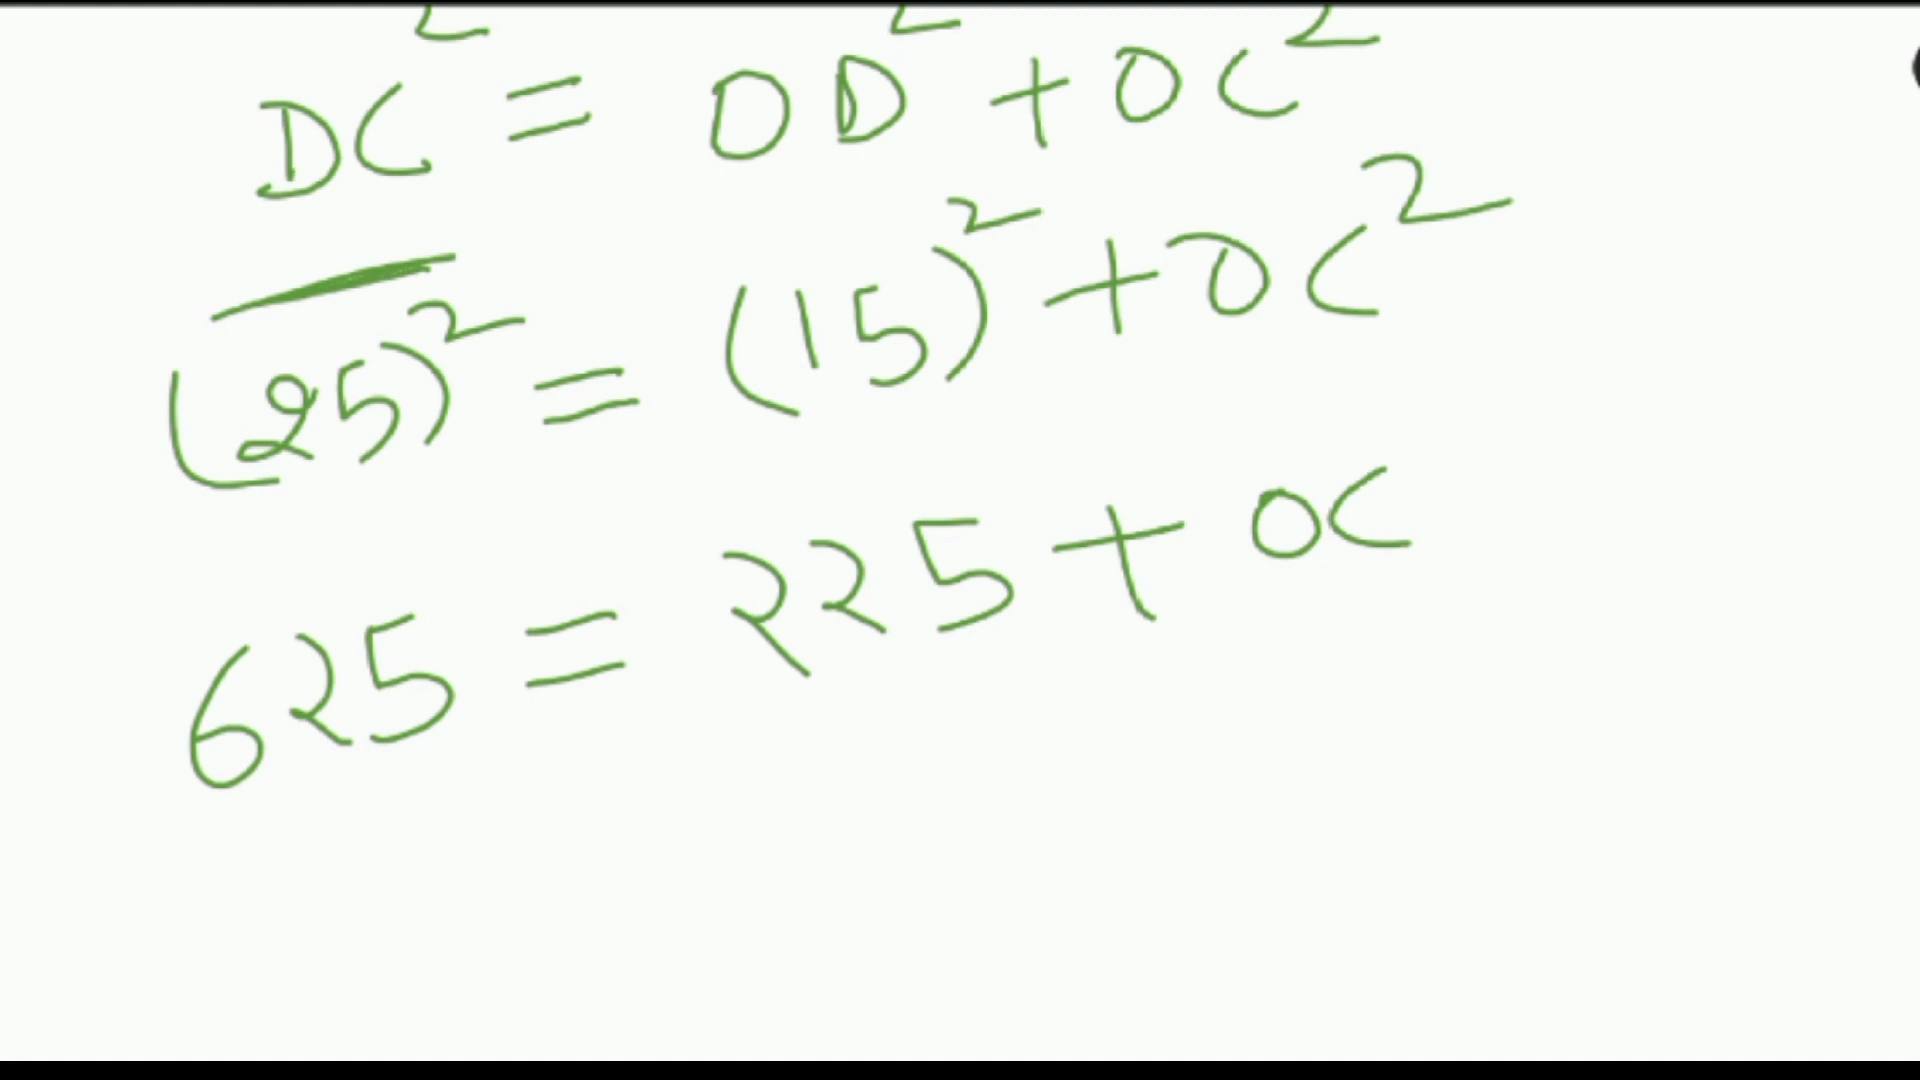 DC² = OD² + OC²
(25)² = (15)² + OC²
625 = 225 + OC